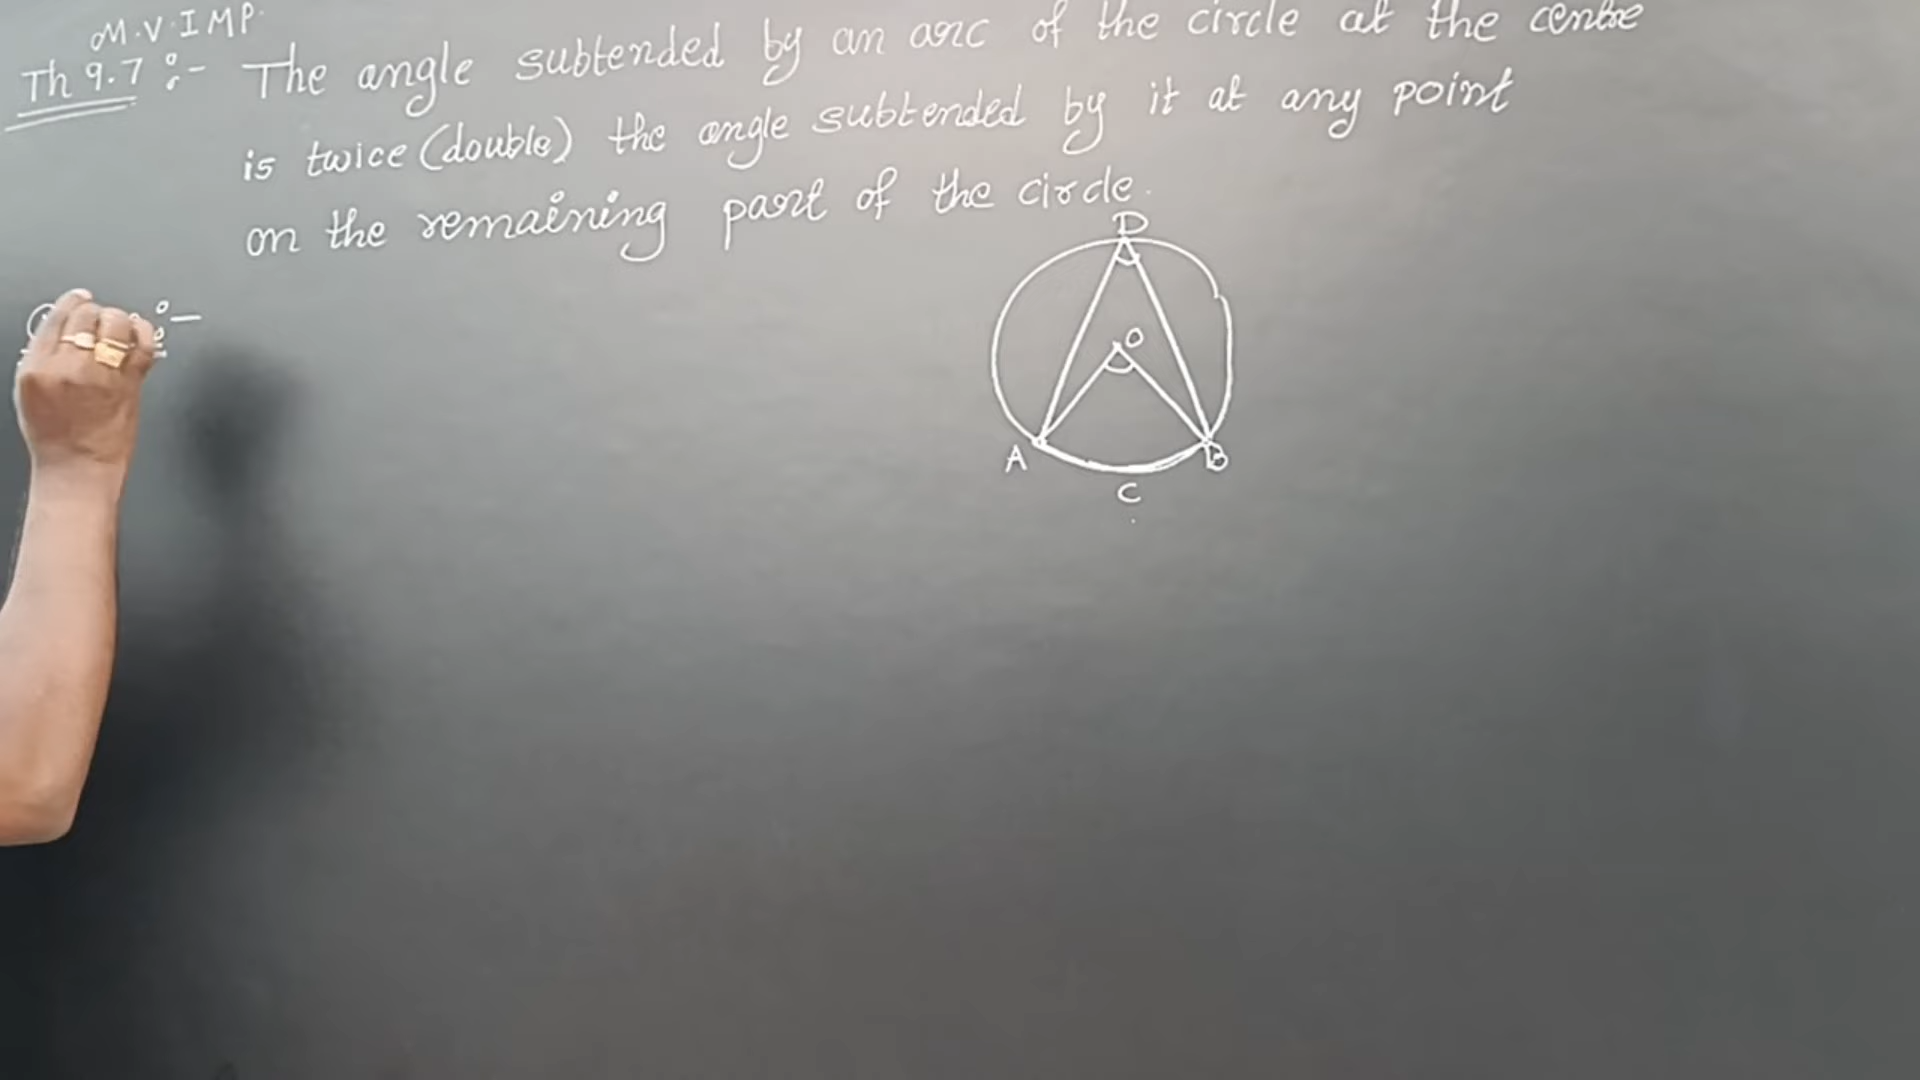 M.V.IMP.
Th 9.7 :- The angle subtended by an arc of the circle at the centre
is twice (double) the angle subtended by it at any point
on the remaining part of the circle.
D
O
A
B
C